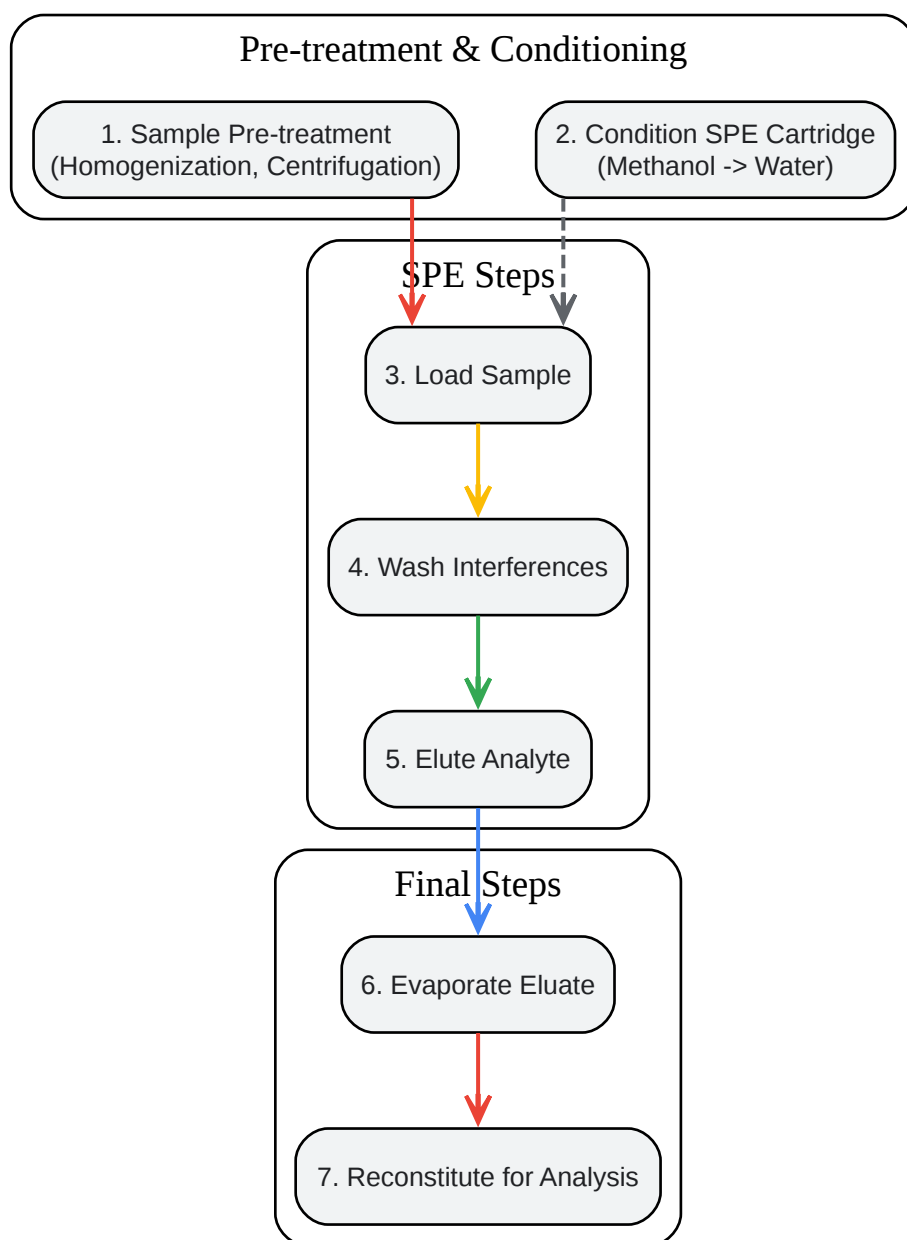 Pre-treatment & Conditioning
1. Sample Pre-treatment
(Homogenization, Centrifugation)
2. Condition SPE Cartridge
(Methanol -> Water)
SPE Steps
3. Load Sample
4. Wash Interferences
5. Elute Analyte
Final Steps
6. Evaporate Eluate
7. Reconstitute for Analysis